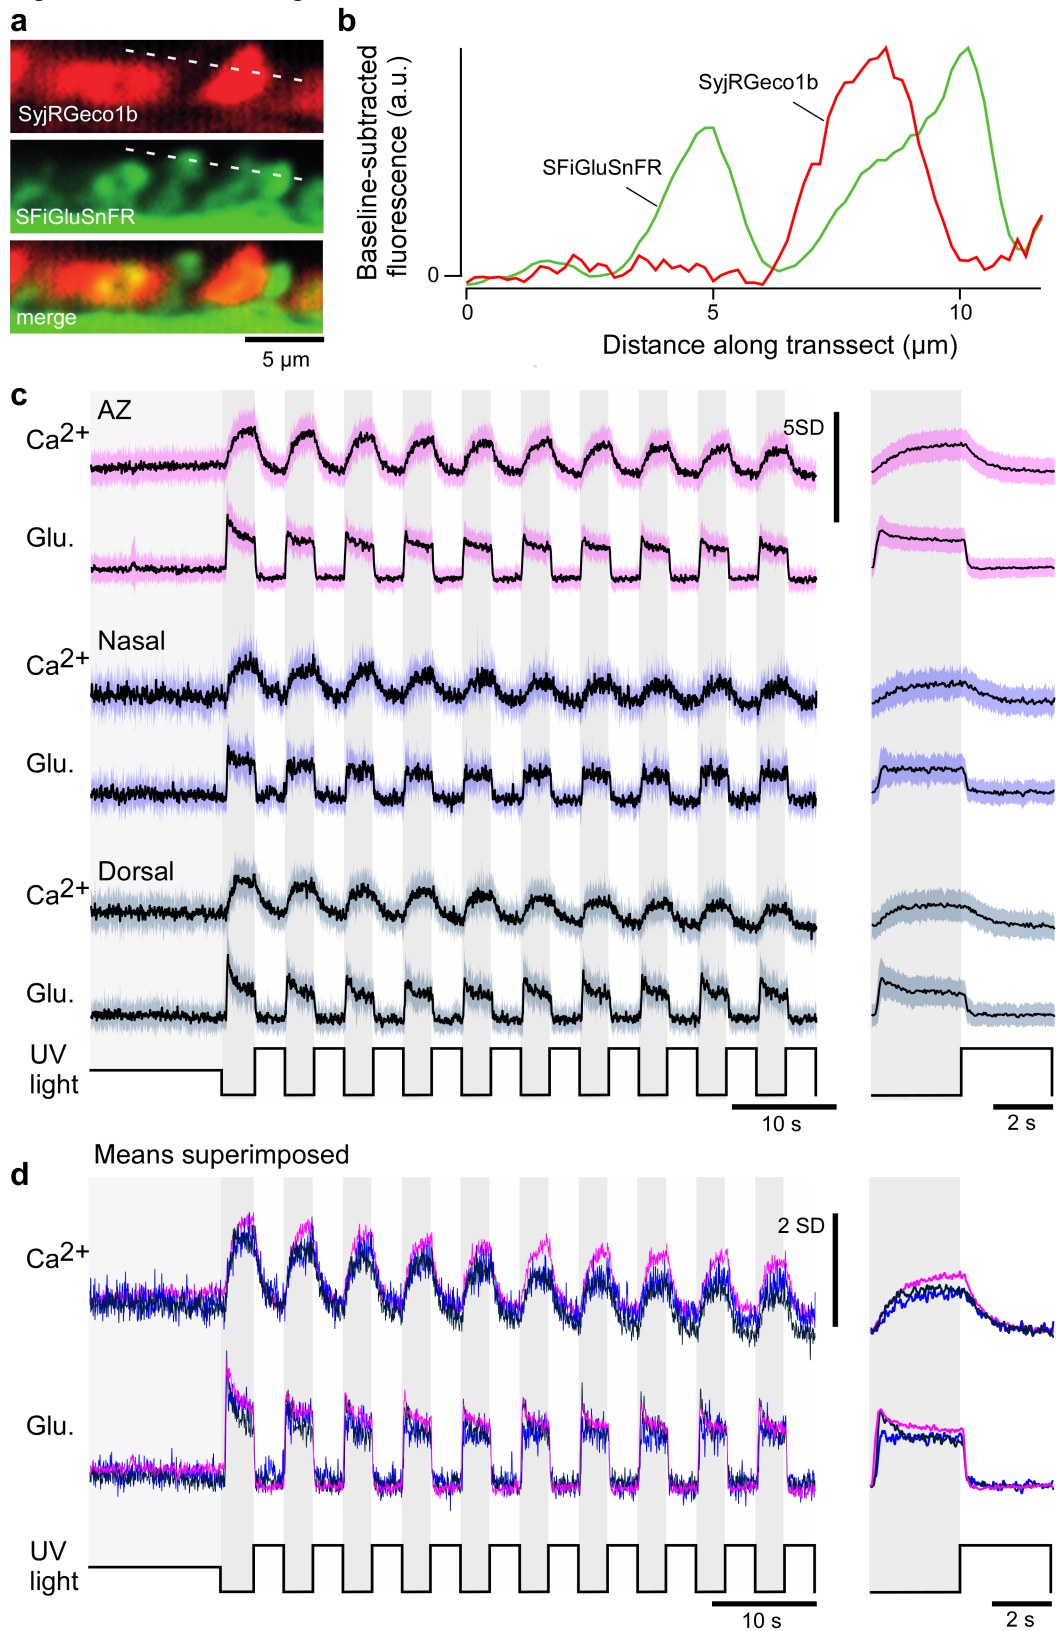 a
SyjRGeco1b
SFiGluSnFR
merge
5 µm
b
Baseline-subtracted
fluorescence (a.u.)
0
SFiGluSnFR
SyjRGeco1b
0
5
10
Distance along transsect (µm)
c
AZ
Ca2+
5SD
Glu.
Nasal
Ca2+
Glu.
Dorsal
Ca2+
Glu.
UV
light
10 s
2 s
Means superimposed
d
Ca2+
2 SD
Glu.
UV
light
10 s
2 s